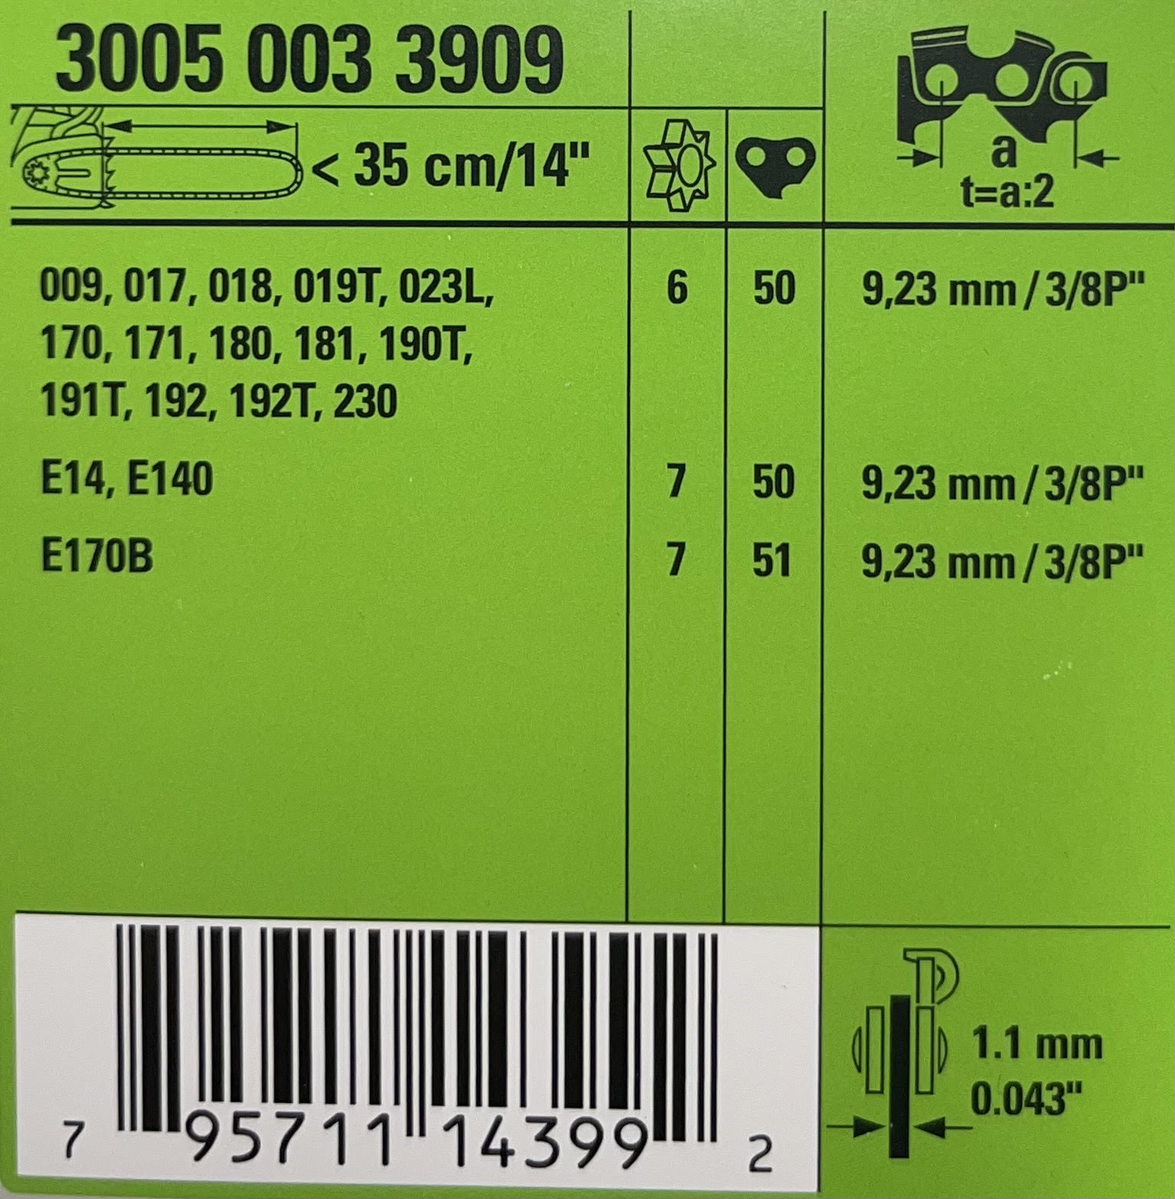 3005 003 3909
< 35 cm/14"
a
t=a:2
009, 017, 018, 019T, 023L, 6 50 9,23 mm / 3/8P"
170, 171, 180, 181, 190T,
191T, 192, 192T, 230
E14, E140 7 50 9,23 mm / 3/8P"
E170B 7 51 9,23 mm / 3/8P"
1.1 mm
0.043"
7 95711 14399 2